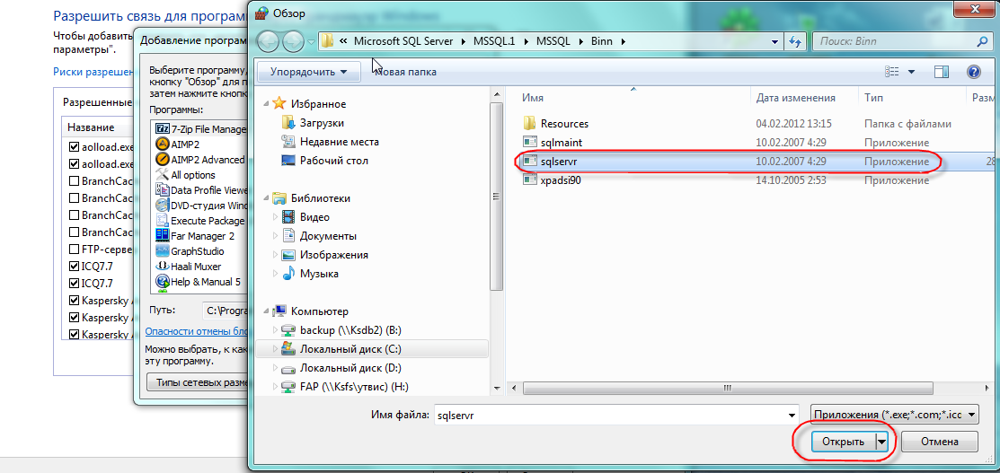 Разрешить связь для програм
Чтобы добавить
параметры".
Риски разрешен
Разрешенные
Название
aolload.exe
aolload.exe
BranchCac
BranchCac
BranchCac
BranchCac
FTP-серве
ICQ7.7
ICQ7.7
Kaspersky A
Kaspersky A
Kaspersky A
Добавление програм
Выберите программу,
кнопку "Обзор" для п
затем нажмите кнопк
Программы:
7-Zip File Manager
AIMP2
AIMP2 Advanced
All options
Data Profile Viewe
DVD-студия Wind
Execute Package
Far Manager 2
GraphStudio
Haali Muxer
Help & Manual 5
Путь:
C:\Progra
Опасности отмены бло
Можно выбрать, к как
эту программу.
Типы сетевых разме
Обзор
« Microsoft SQL Server MSSQL.1 MSSQL Binn
Поиск: Binn
Упорядочить
Новая папка
Избранное
Загрузки
Недавние места
Рабочий стол
Библиотеки
Видео
Документы
Изображения
Музыка
Компьютер
backup (\\Ksdb2) (B:)
Локальный диск (C:)
Локальный диск (D:)
FAP (\\Ksfs\утвис) (H:)
Имя Дата изменения Тип Разм
Resources 04.02.2012 13:15 Папка с файлами
sqlmaint 10.02.2007 4:29 Приложение
sqlservr 10.02.2007 4:29 Приложение 28
xpadsi90 14.10.2005 2:53 Приложение
Имя файла: sqlservr
Приложения (*.exe;*.com;*.icc
Открыть
Отмена